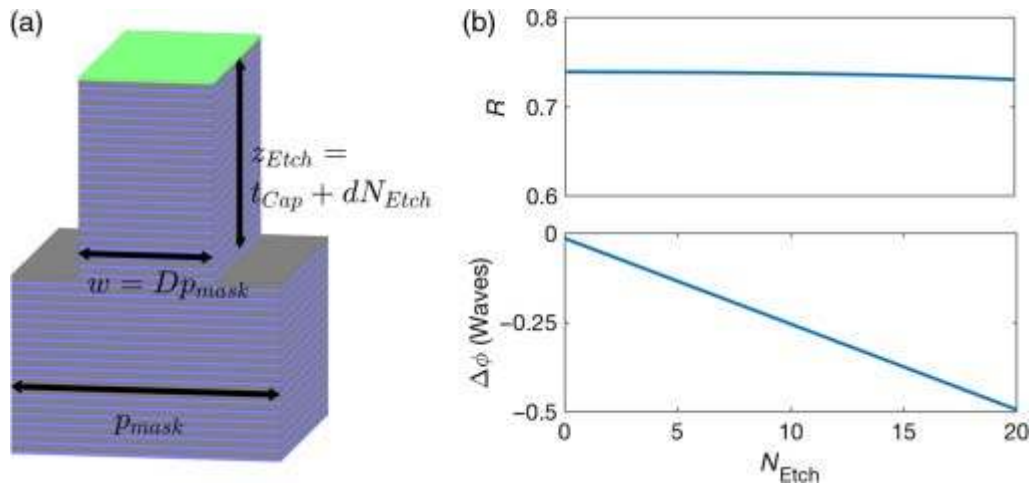 (a)
z_{Etch} =
t_{Cap} + dN_{Etch}
w = Dp_{mask}
p_{mask}
(b)
0.8
0.7
0.6
R
0
−0.25
−0.5
Δϕ (Waves)
0 5 10 15 20
N_{Etch}